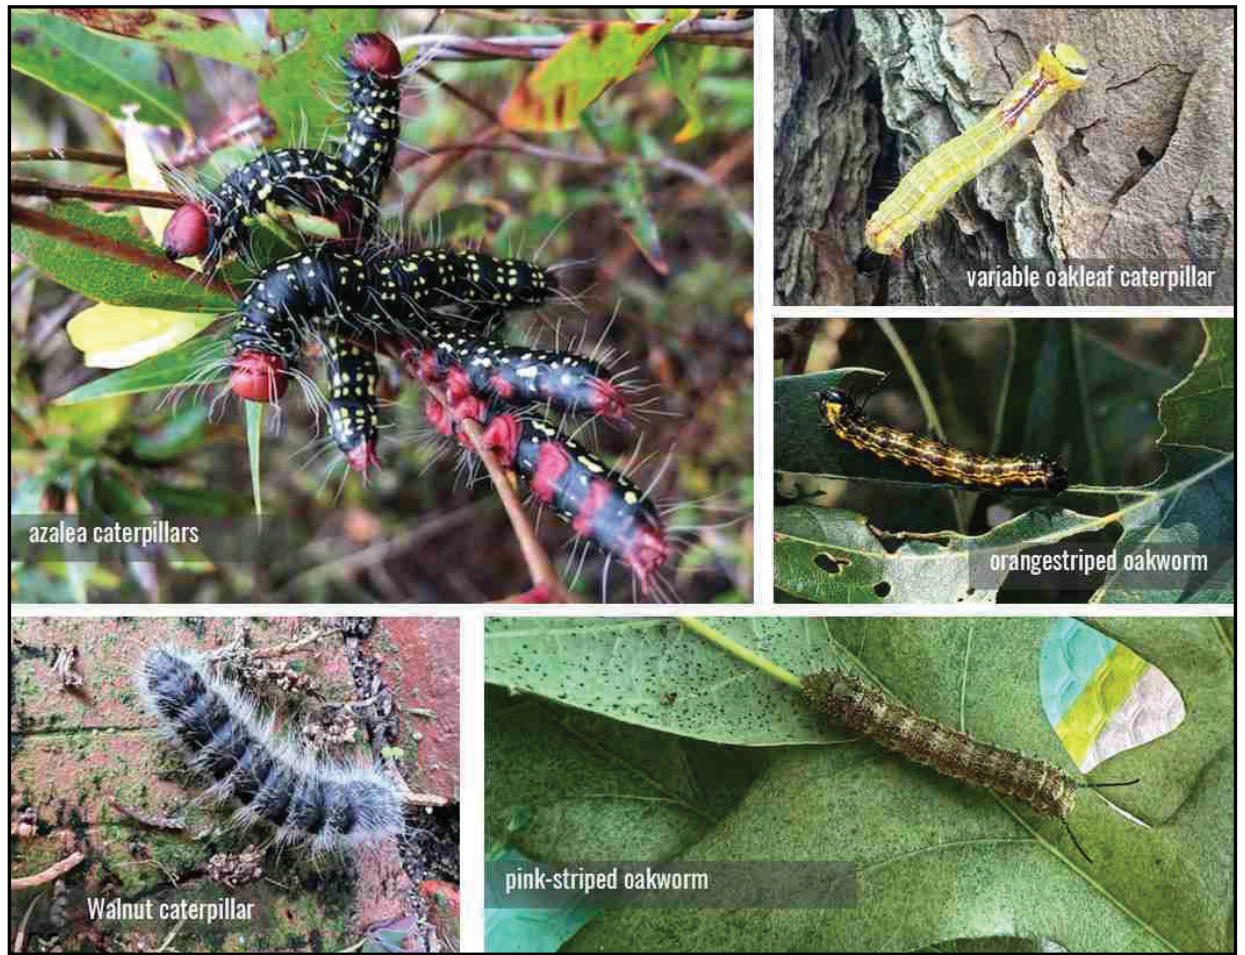 variable oakleaf caterpillar
azalea caterpillars
orangestriped oakworm
Walnut caterpillar
pink-striped oakworm